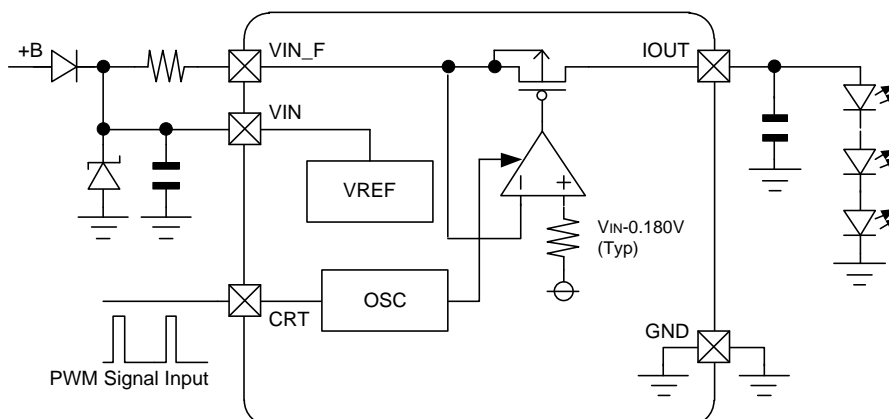 +B
VIN_F
IOUT
VIN
VREF
VIN-0.180V
(Typ)
OSC
CRT
GND
PWM Signal Input